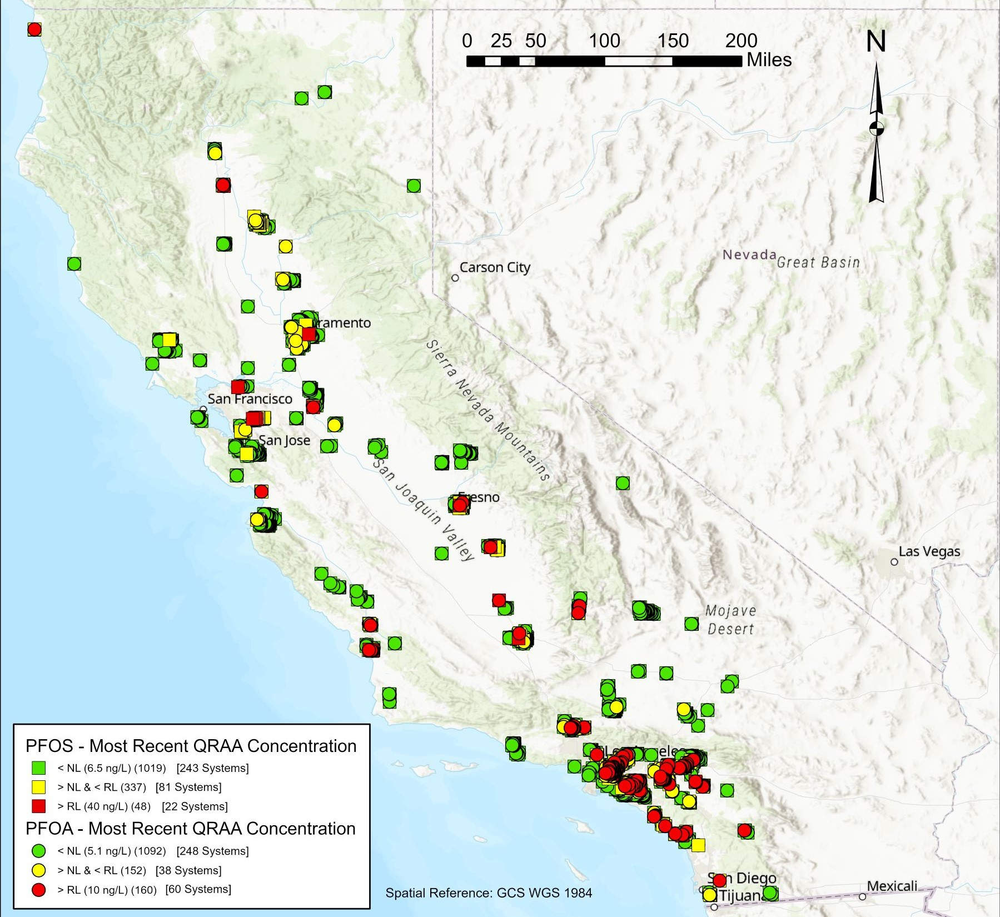 0 25 50 100 150 200
Miles
N
Carson City
Nevada
Great Basin
ramento
Sierra Nevada Mountains
San Francisco
San Jose
San Joaquin Valley
Fresno
Las Vegas
Mojave
Desert
PFOS - Most Recent QRAA Concentration
< NL (6.5 ng/L) (1019) [243 Systems]
> NL & < RL (337) [81 Systems]
> RL (40 ng/L) (48) [22 Systems]
PFOA - Most Recent QRAA Concentration
< NL (5.1 ng/L) (1092) [248 Systems]
> NL & < RL (152) [38 Systems]
> RL (10 ng/L) (160) [60 Systems]
Spatial Reference: GCS WGS 1984
San Diego
Tijuana
Mexicali